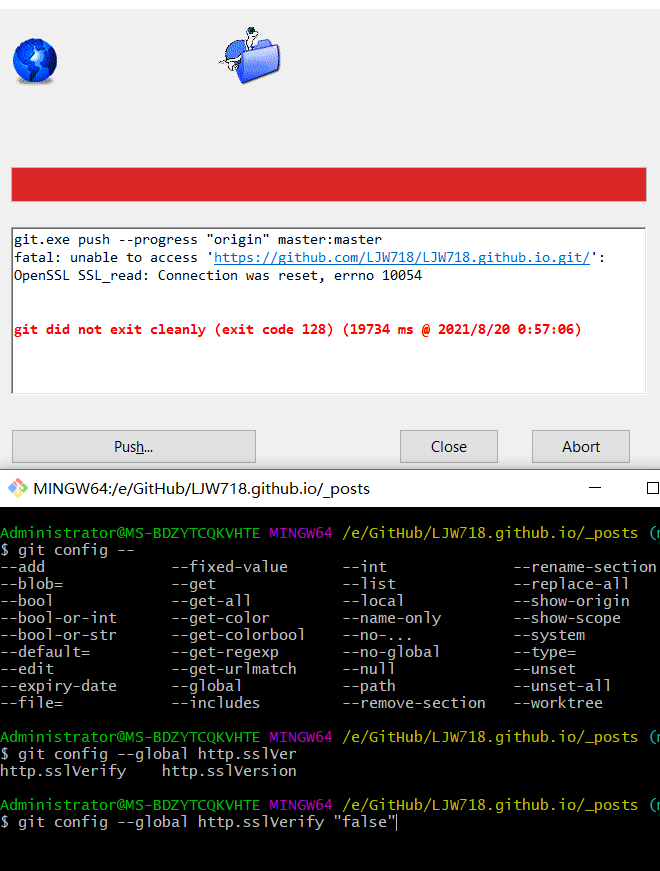 git.exe push --progress "origin" master:master
fatal: unable to access 'https://github.com/LJW718/LJW718.github.io.git/':
OpenSSL SSL_read: Connection was reset, errno 10054
git did not exit cleanly (exit code 128) (19734 ms @ 2021/8/20 0:57:06)
Push... Close Abort
MINGW64:/e/GitHub/LJW718.github.io/_posts
Administrator@MS-BDZYTCQKVHTE MINGW64 /e/GitHub/LJW718.github.io/_posts (
$ git config --
--add --fixed-value --int --rename-section
--blob= --get --list --replace-all
--bool --get-all --local --show-origin
--bool-or-int --get-color --name-only --show-scope
--bool-or-str --get-colorbool --no-... --system
--default= --get-regexp --no-global --type=
--edit --get-urlmatch --null --unset
--expiry-date --global --path --unset-all
--file= --includes --remove-section --worktree
Administrator@MS-BDZYTCQKVHTE MINGW64 /e/GitHub/LJW718.github.io/_posts (
$ git config --global http.sslVer
http.sslVerify http.sslVersion
Administrator@MS-BDZYTCQKVHTE MINGW64 /e/GitHub/LJW718.github.io/_posts (
$ git config --global http.sslVerify "false"